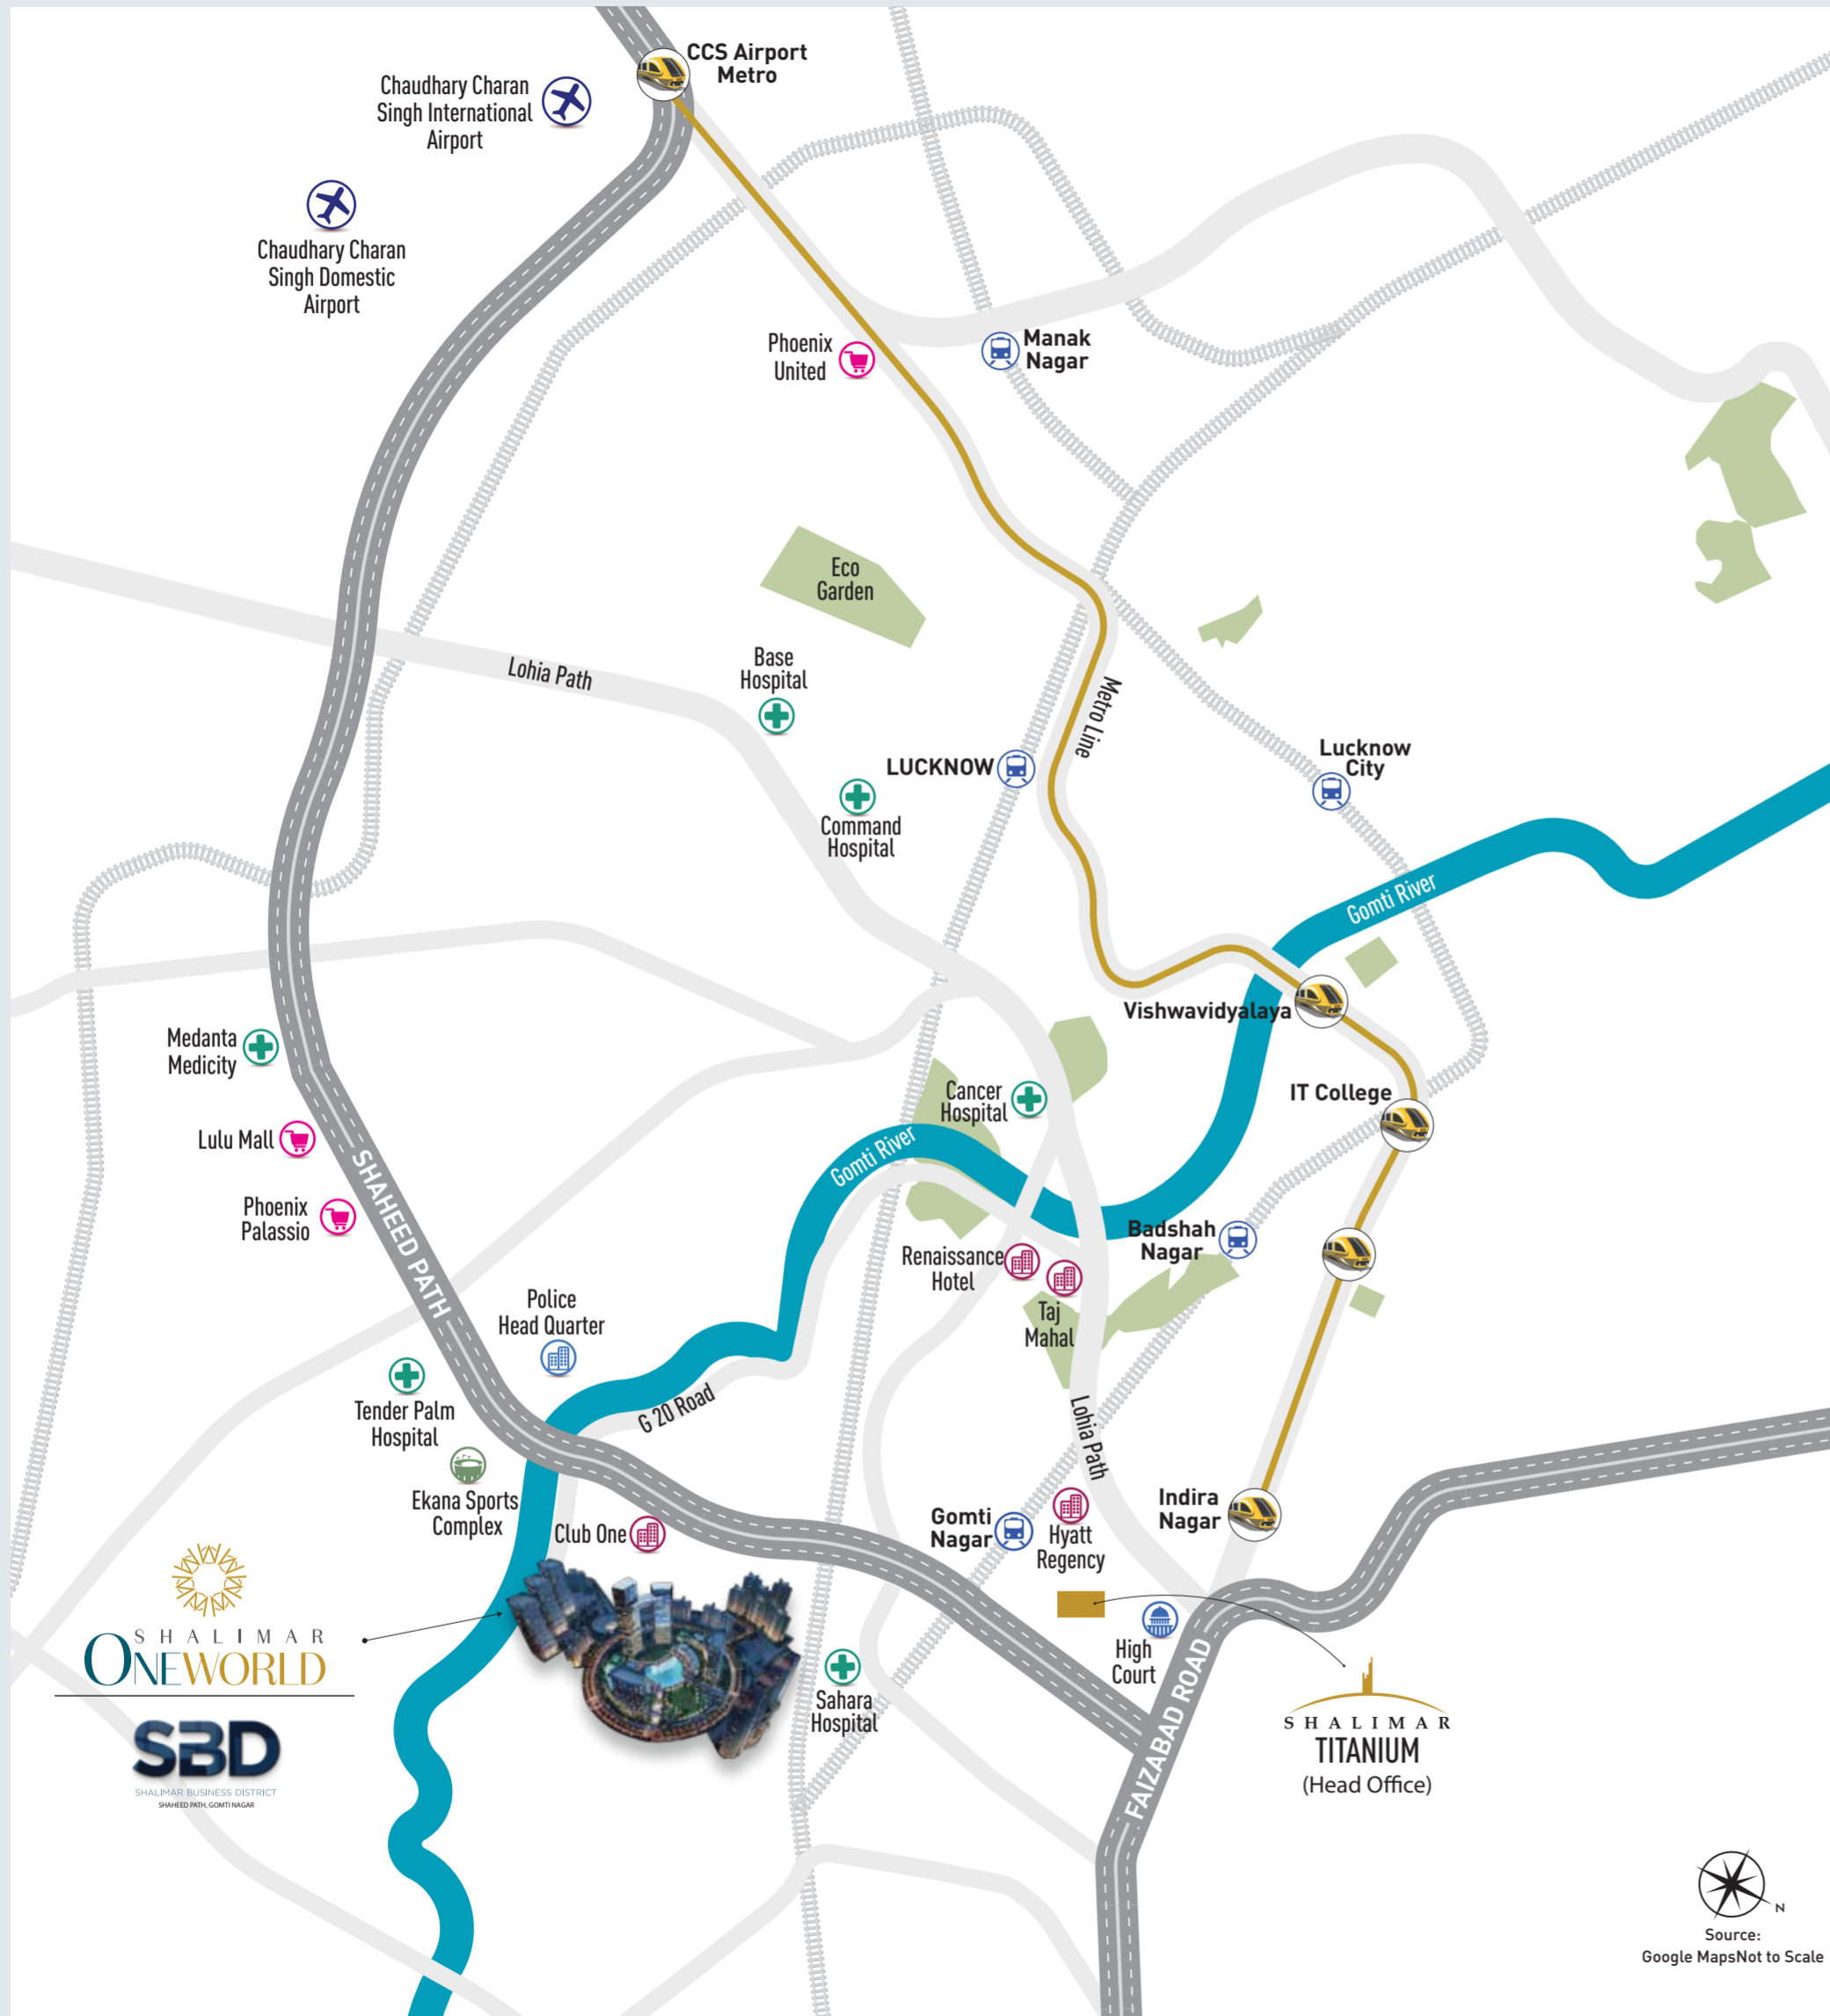 CCS Airport
Metro
Chaudhary Charan
Singh International
Airport
Chaudhary Charan
Singh Domestic
Airport
Phoenix
United
Manak
Nagar
Eco
Garden
Lohia Path
Base
Hospital
Metro Line
LUCKNOW
Lucknow
City
Command
Hospital
Gomti River
Vishwavidyalaya
Medanta
Medicity
Cancer
Hospital
IT College
Lulu Mall
Gomti River
SHAHEED PATH
Phoenix
Palassio
Badshah
Nagar
Renaissance
Hotel
Taj
Mahal
Police
Head Quarter
G 20 Road
Tender Palm
Hospital
Lohia Path
Ekana Sports
Complex
Club One
Gomti
Nagar
Hyatt
Regency
Indira
Nagar
SHALIMAR
ONEWORLD
High
Court
Sahara
Hospital
FAIZABAD ROAD
SHALIMAR
TITANIUM
(Head Office)
SBD
SHALIMAR BUSINESS DISTRICT
SHAHEED PATH, GOMTI NAGAR
N
Source:
Google MapsNot to Scale